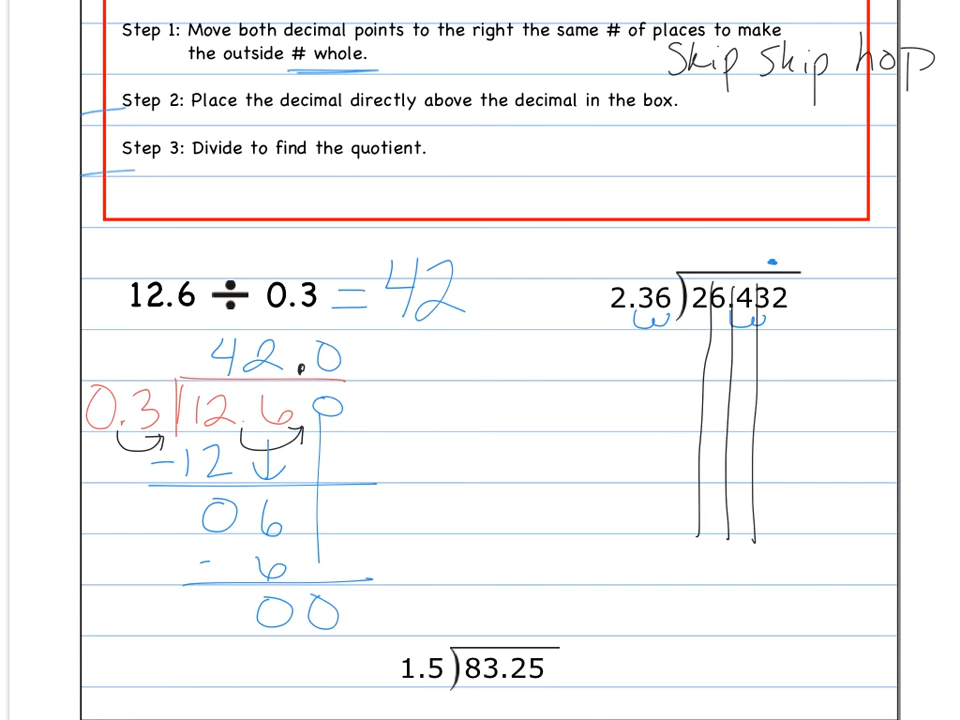 Step 1: Move both decimal points to the right the same # of places to make
the outside # whole.
skip skip hop
Step 2: Place the decimal directly above the decimal in the box.
Step 3: Divide to find the quotient.
12.6 ÷ 0.3 = 42
42.0
0.3 12.60
-12
06
- 6
00
2.36 26.432
1.5 83.25